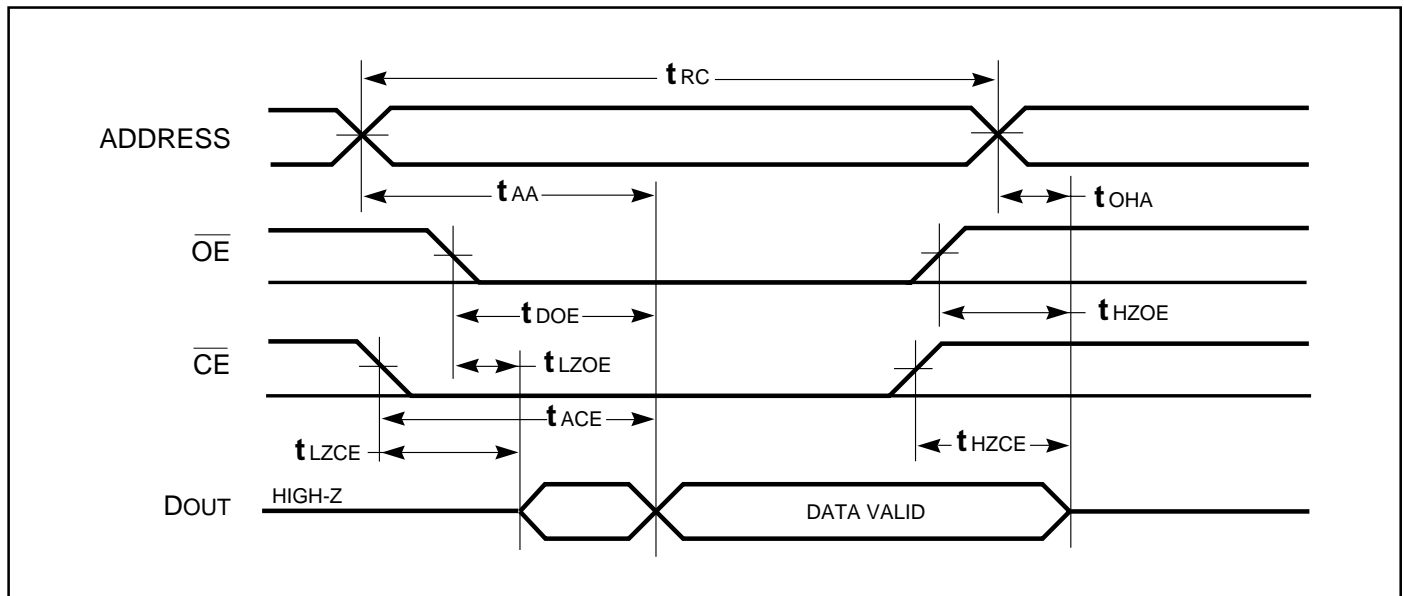 tRC
ADDRESS
tAA
tOHA
OE
tDOE
tHZOE
CE
tLZOE
tACE
tLZCE
tHZCE
DOUT
HIGH-Z
DATA VALID